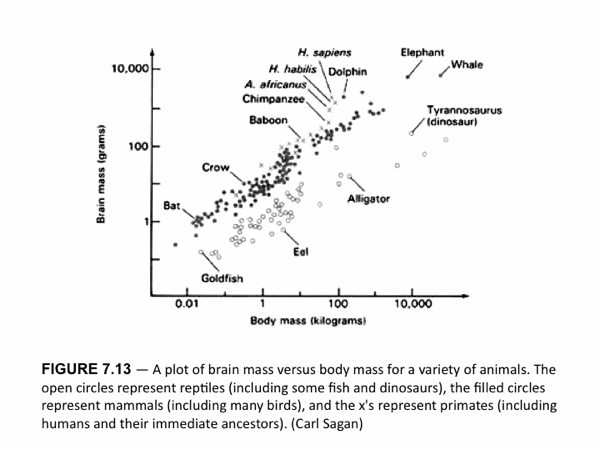 H. sapiens
Elephant
H. habilis
Dolphin
Whale
10,000
A. africanus
Chimpanzee
Baboon
Tyrannosaurus
(dinosaur)
100
Brain mass (grams)
Crow
Bat
Alligator
1
Eel
Goldfish
0.01
1
100
10,000
Body mass (kilograms)
FIGURE 7.13 — A plot of brain mass versus body mass for a variety of animals. The
open circles represent reptiles (including some fish and dinosaurs), the filled circles
represent mammals (including many birds), and the x's represent primates (including
humans and their immediate ancestors). (Carl Sagan)